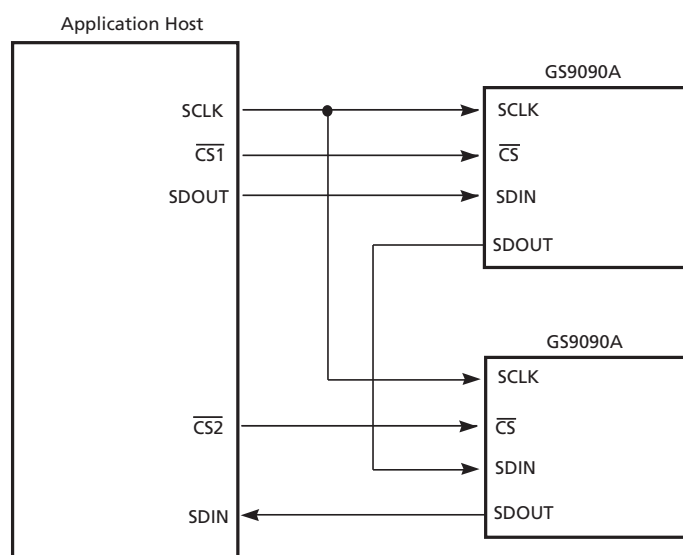 Application Host
GS9090A
SCLK
SCLK
CS1
CS
SDOUT
SDIN
SDOUT
GS9090A
SCLK
CS2
CS
SDIN
SDIN
SDOUT